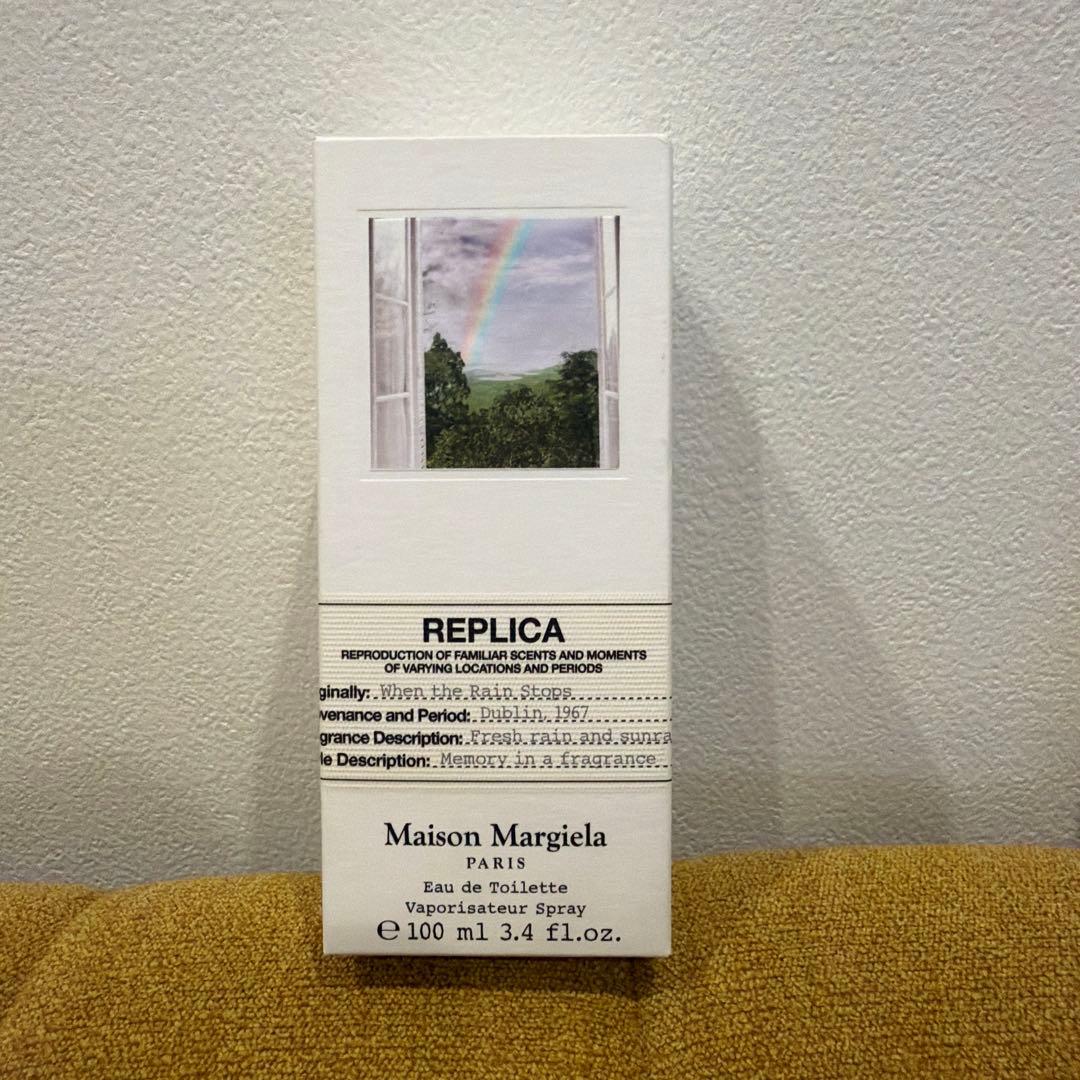 REPLICA
REPRODUCTION OF FAMILIAR SCENTS AND MOMENTS
OF VARYING LOCATIONS AND PERIODS
ginally: When the Rain Stops
venance and Period: Dublin, 1967
grance Description: Fresh rain and sunra
le Description: Memory in a fragrance
Maison Margiela
PARIS
Eau de Toilette
Vaporisateur Spray
℮ 100 ml 3.4 fl.oz.